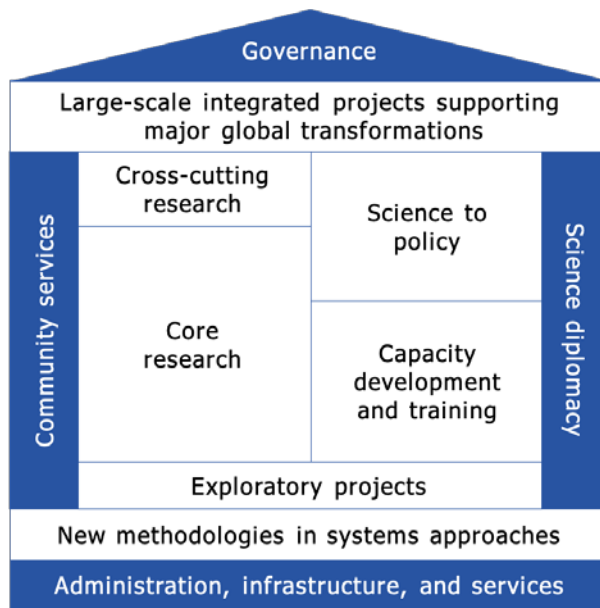 Governance
Large-scale integrated projects supporting
major global transformations
Community services
Cross-cutting
research
Core
research
Science to
policy
Capacity
development
and training
Science diplomacy
Exploratory projects
New methodologies in systems approaches
Administration, infrastructure, and services